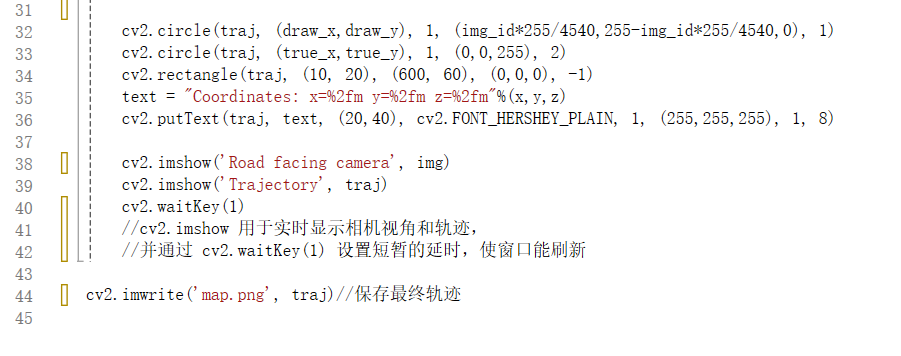 31
32 cv2.circle(traj, (draw_x,draw_y), 1, (img_id*255/4540,255-img_id*255/4540,0), 1)
33 cv2.circle(traj, (true_x,true_y), 1, (0,0,255), 2)
34 cv2.rectangle(traj, (10, 20), (600, 60), (0,0,0), -1)
35 text = "Coordinates: x=%2fm y=%2fm z=%2fm"%(x,y,z)
36 cv2.putText(traj, text, (20,40), cv2.FONT_HERSHEY_PLAIN, 1, (255,255,255), 1, 8)
37
38 cv2.imshow('Road facing camera', img)
39 cv2.imshow('Trajectory', traj)
40 cv2.waitKey(1)
41 //cv2.imshow 用于实时显示相机视角和轨迹，
42 //并通过 cv2.waitKey(1) 设置短暂的延时，使窗口能刷新
43
44 cv2.imwrite('map.png', traj)//保存最终轨迹
45